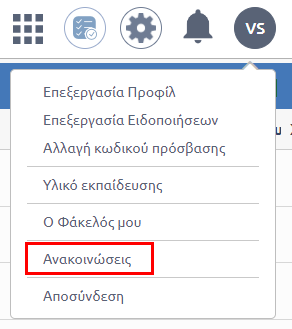 VS
Επεξεργασία Προφίλ
Επεξεργασία Ειδοποιήσεων
Αλλαγή κωδικού πρόσβασης
Υλικό εκπαίδευσης
Ο Φάκελός μου
Ανακοινώσεις
Αποσύνδεση